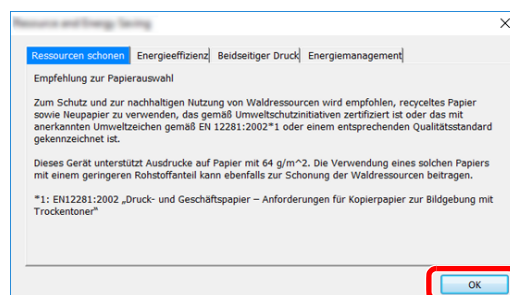 Ressourcen schonen Energieeffizienz Beidseitiger Druck Energiemanagement
Empfehlung zur Papierauswahl
Zum Schutz und zur nachhaltigen Nutzung von Waldressourcen wird empfohlen, recyceltes Papier
sowie Neupapier zu verwenden, das gemäß Umweltschutzinitiativen zertifiziert ist oder das mit
anerkannten Umweltzeichen gemäß EN 12281:2002*1 oder einem entsprechenden Qualitätsstandard
gekennzeichnet ist.
Dieses Gerät unterstützt Ausdrucke auf Papier mit 64 g/m^2. Die Verwendung eines solchen Papiers
mit einem geringeren Rohstoffanteil kann ebenfalls zur Schonung der Waldressourcen beitragen.
*1: EN12281:2002 „Druck- und Geschäftspapier – Anforderungen für Kopierpapier zur Bildgebung mit
Trockentoner"
OK